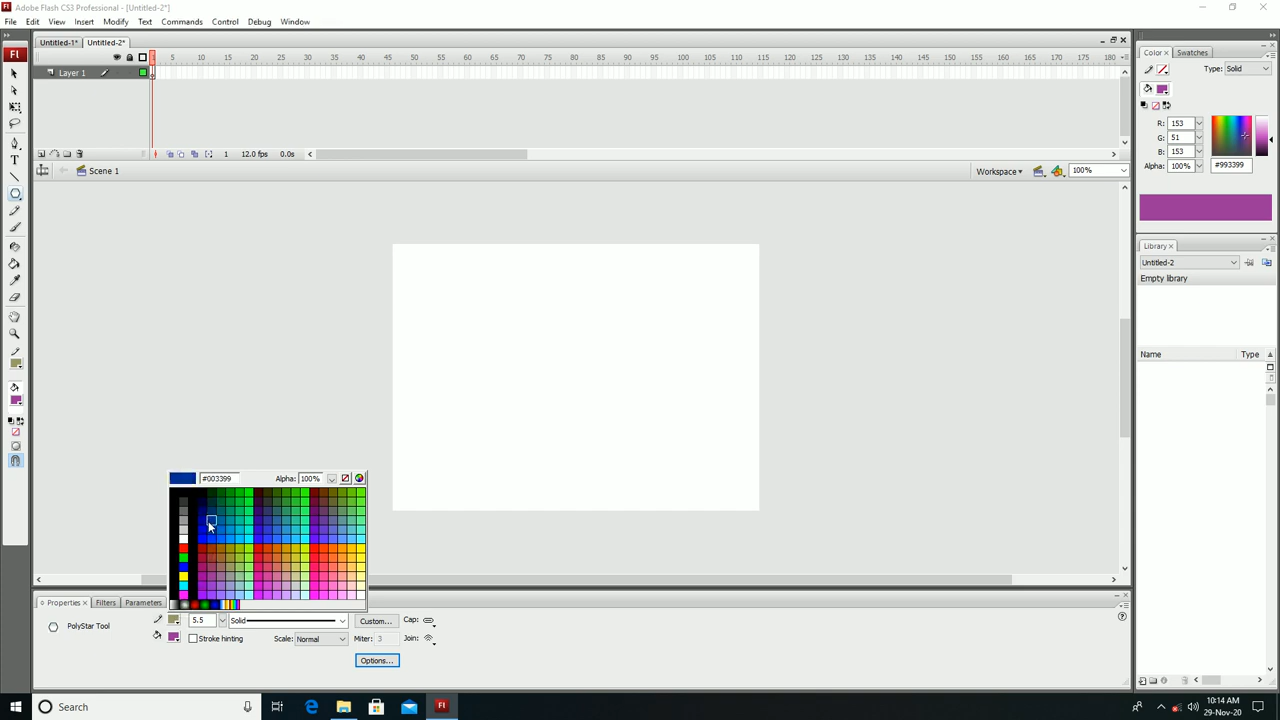 Adobe Flash CS3 Professional - [Untitled-2*]
File Edit View Insert Modify Text Commands Control Debug Window
Fl
Untitled-1* Untitled-2*
5 10 15 20 25 30 35 40 45 50 55 60 65 70 75 80 85 90 95 100 105 110 115 120 125 130 135 140 145 150 155 160 165 170 175 180
Layer 1
1 12.0 fps 0.0s
Scene 1
Workspace 100%
Color Swatches
Type: Solid
R: 153
G: 51
B: 153
Alpha: 100% #993399
Library
Untitled-2
Empty library
Name Type
#003399 Alpha: 100%
Properties Filters Parameters
PolyStar Tool
5.5 Solid Custom... Cap:
Stroke hinting Scale: Normal Miter: 3 Join:
Options...
Search
Fl
10:14 AM
29-Nov-20